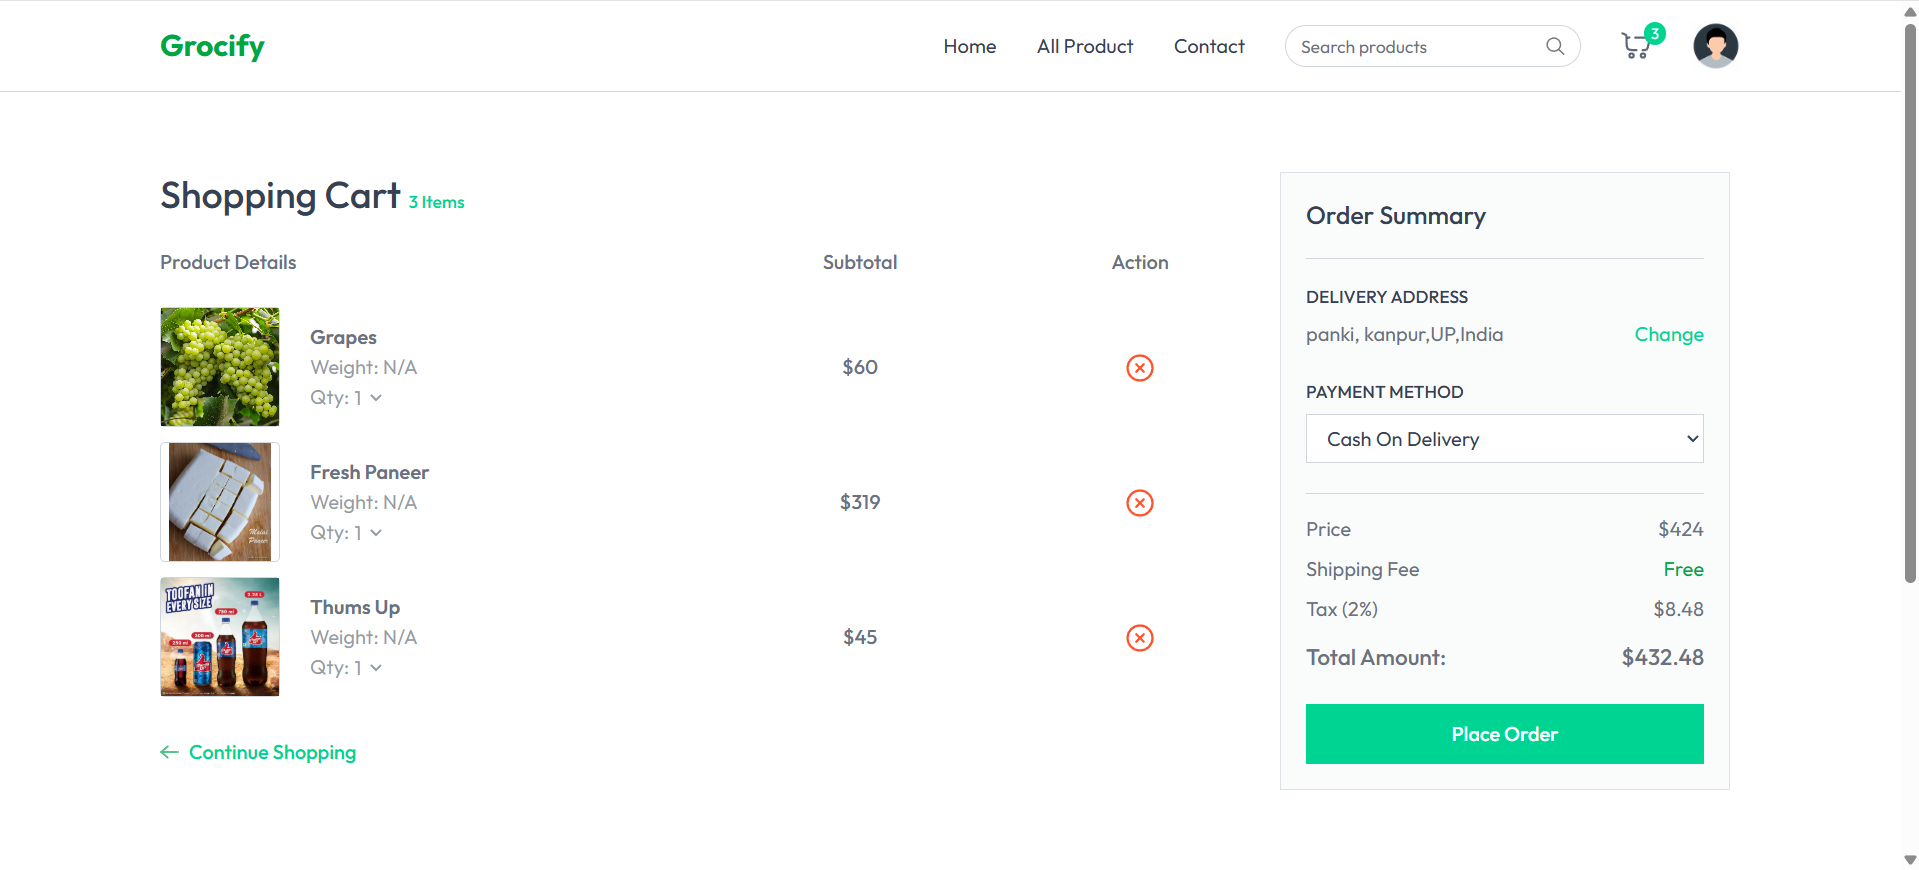 Grocify
Home
All Product
Contact
Search products
3
Shopping Cart 3 Items
Product Details
Subtotal
Action
Grapes
Weight: N/A
Qty: 1
$60
Fresh Paneer
Weight: N/A
Qty: 1
$319
Malai
Paneer
TOOFAN IN
EVERY SIZE
Thums Up
Weight: N/A
Qty: 1
$45
Continue Shopping
Order Summary
DELIVERY ADDRESS
panki, kanpur,UP,India
Change
PAYMENT METHOD
Cash On Delivery
Price
$424
Shipping Fee
Free
Tax (2%)
$8.48
Total Amount:
$432.48
Place Order